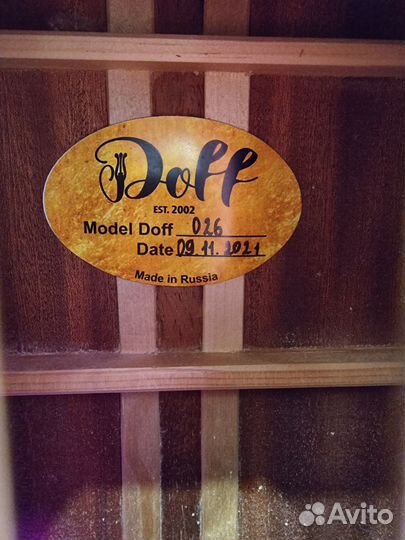 Doff
EST. 2002
Model Doff 026
Date 09.11.2021
Made in Russia
Avito